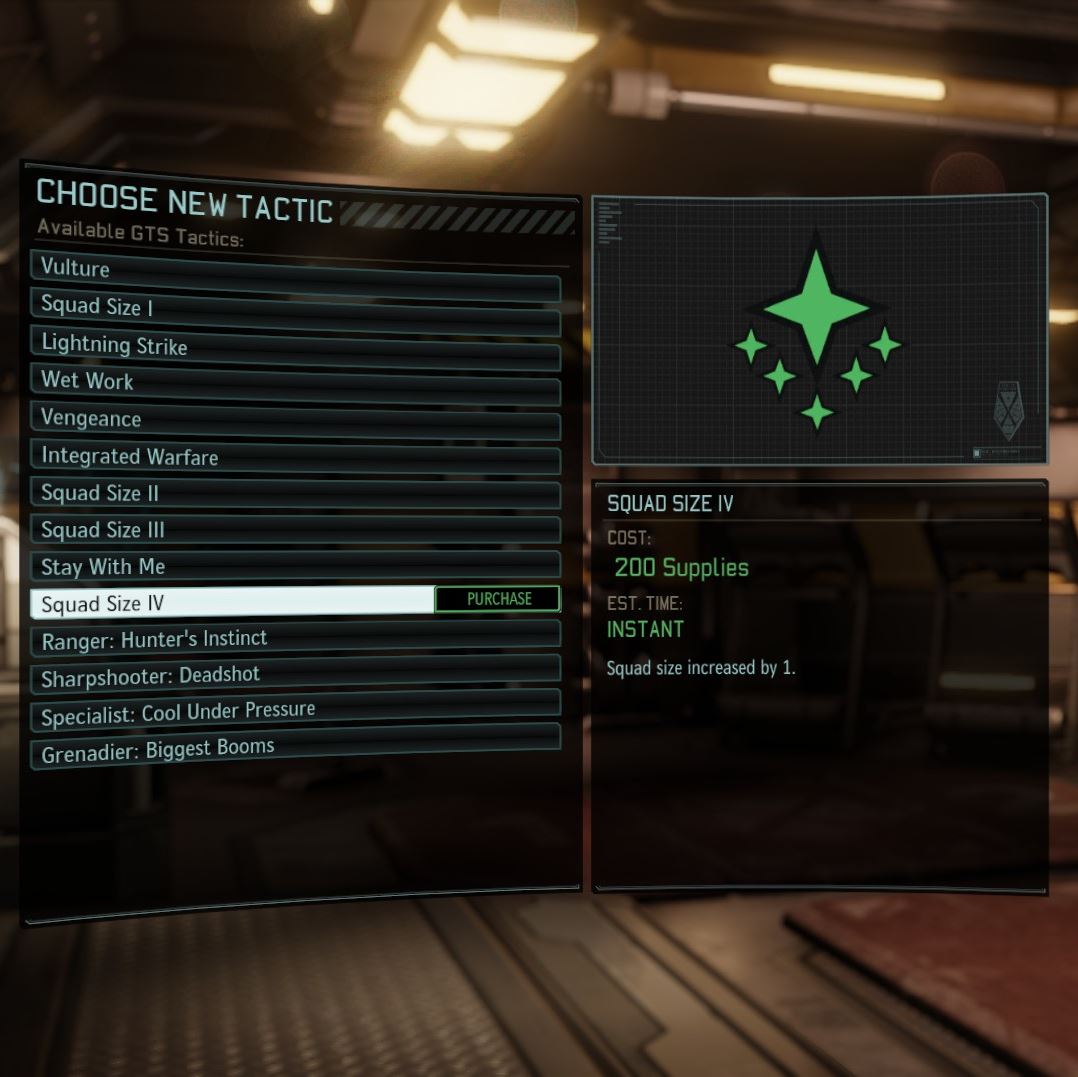 CHOOSE NEW TACTIC
Available GTS Tactics:
Vulture
Squad Size I
Lightning Strike
Wet Work
Vengeance
Integrated Warfare
Squad Size II
Squad Size III
Stay With Me
Squad Size IV
PURCHASE
Ranger: Hunter's Instinct
Sharpshooter: Deadshot
Specialist: Cool Under Pressure
Grenadier: Biggest Booms
SQUAD SIZE IV
COST:
200 Supplies
EST. TIME:
INSTANT
Squad size increased by 1.